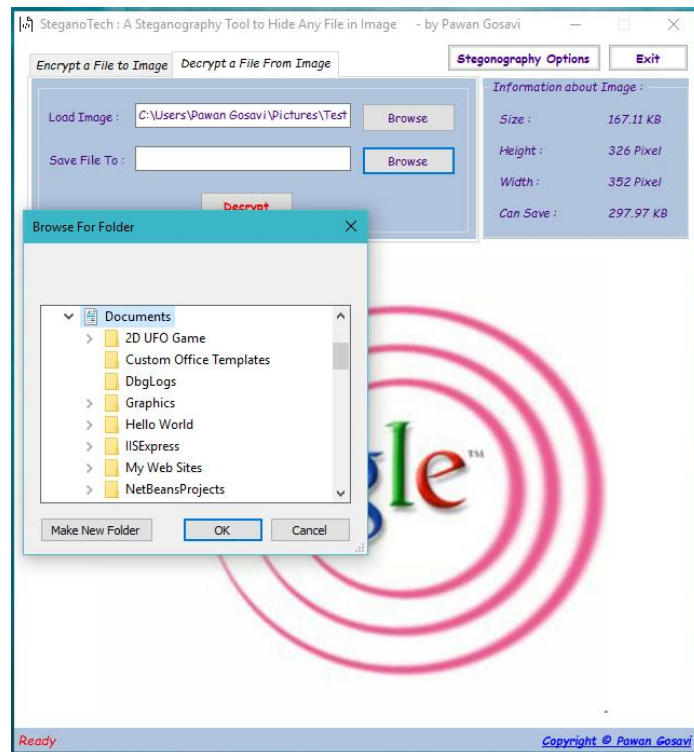 SteganoTech : A Steganography Tool to Hide Any File in Image - by Pawan Gosavi
Encrypt a File to Image
Decrypt a File From Image
Stegonography Options
Exit
Load Image :
C:\Users\Pawan Gosavi\Pictures\Test
Browse
Save File To :
Browse
Decrypt
Information about Image :
Size : 167.11 KB
Height : 326 Pixel
Width : 352 Pixel
Can Save : 297.97 KB
Browse For Folder
Documents
2D UFO Game
Custom Office Templates
DbgLogs
Graphics
Hello World
IISExpress
My Web Sites
NetBeansProjects
Make New Folder
OK
Cancel
gle™
Ready
Copyright © Pawan Gosavi